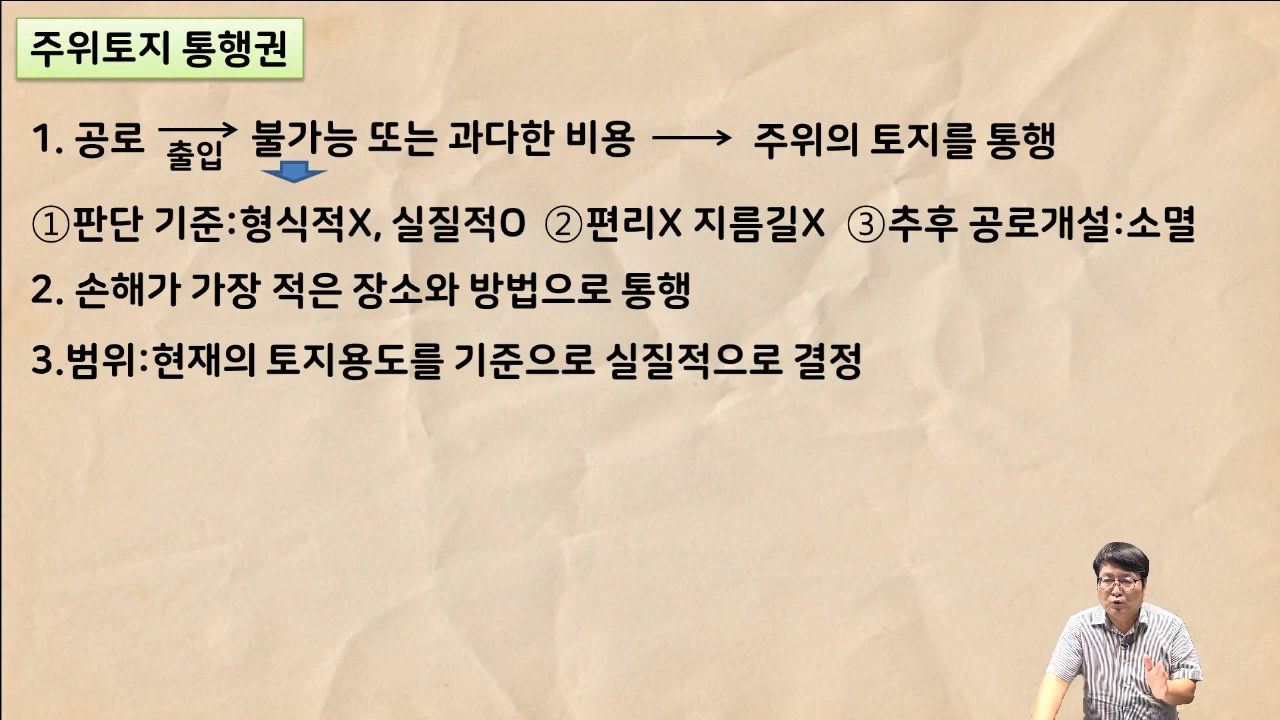 주위토지 통행권
1. 공로 → 불가능 또는 과다한 비용 → 주위의 토지를 통행
출입
①판단 기준:형식적X, 실질적O ②편리X 지름길X ③추후 공로개설:소멸
2. 손해가 가장 적은 장소와 방법으로 통행
3.범위:현재의 토지용도를 기준으로 실질적으로 결정